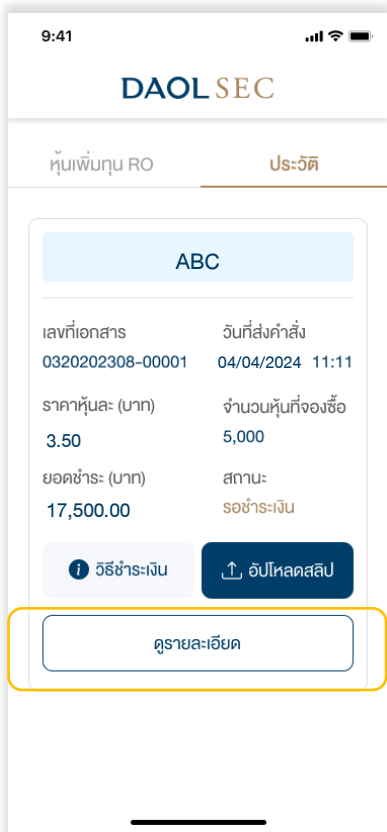 9:41
DAOL SEC
หุ้นเพิ่มทุน RO ประวัติ
ABC
เลขที่เอกสาร วันที่ส่งคำสั่ง
0320202308-00001 04/04/2024 11:11
ราคาหุ้นละ (บาท) จำนวนหุ้นที่จองซื้อ
3.50 5,000
ยอดชำระ (บาท) สถานะ
17,500.00 รอชำระเงิน
วิธีชำระเงิน อัปโหลดสลิป
ดูรายละเอียด